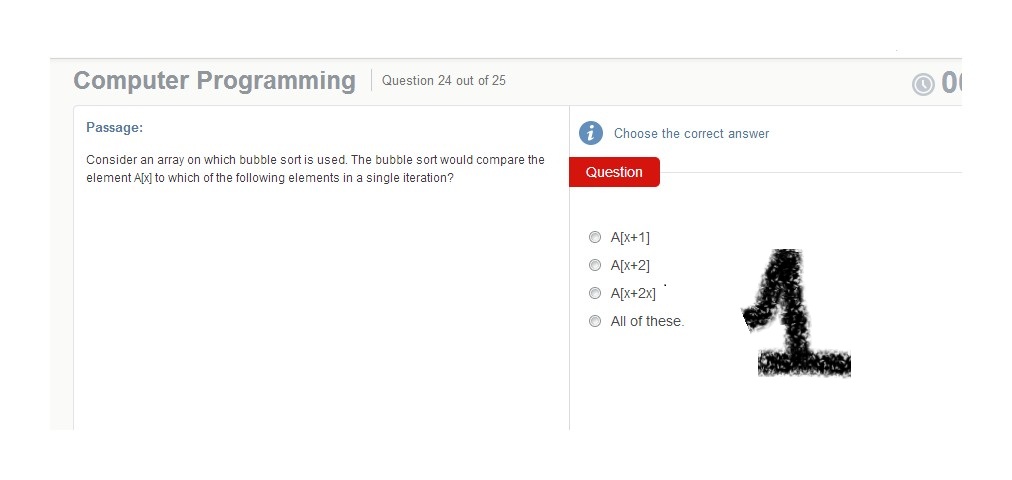 Computer Programming
Question 24 out of 25
0
Passage:
Consider an array on which bubble sort is used. The bubble sort would compare the
element A[x] to which of the following elements in a single iteration?
Choose the correct answer
Question
A[x+1]
A[x+2]
A[x+2x]
All of these.
1